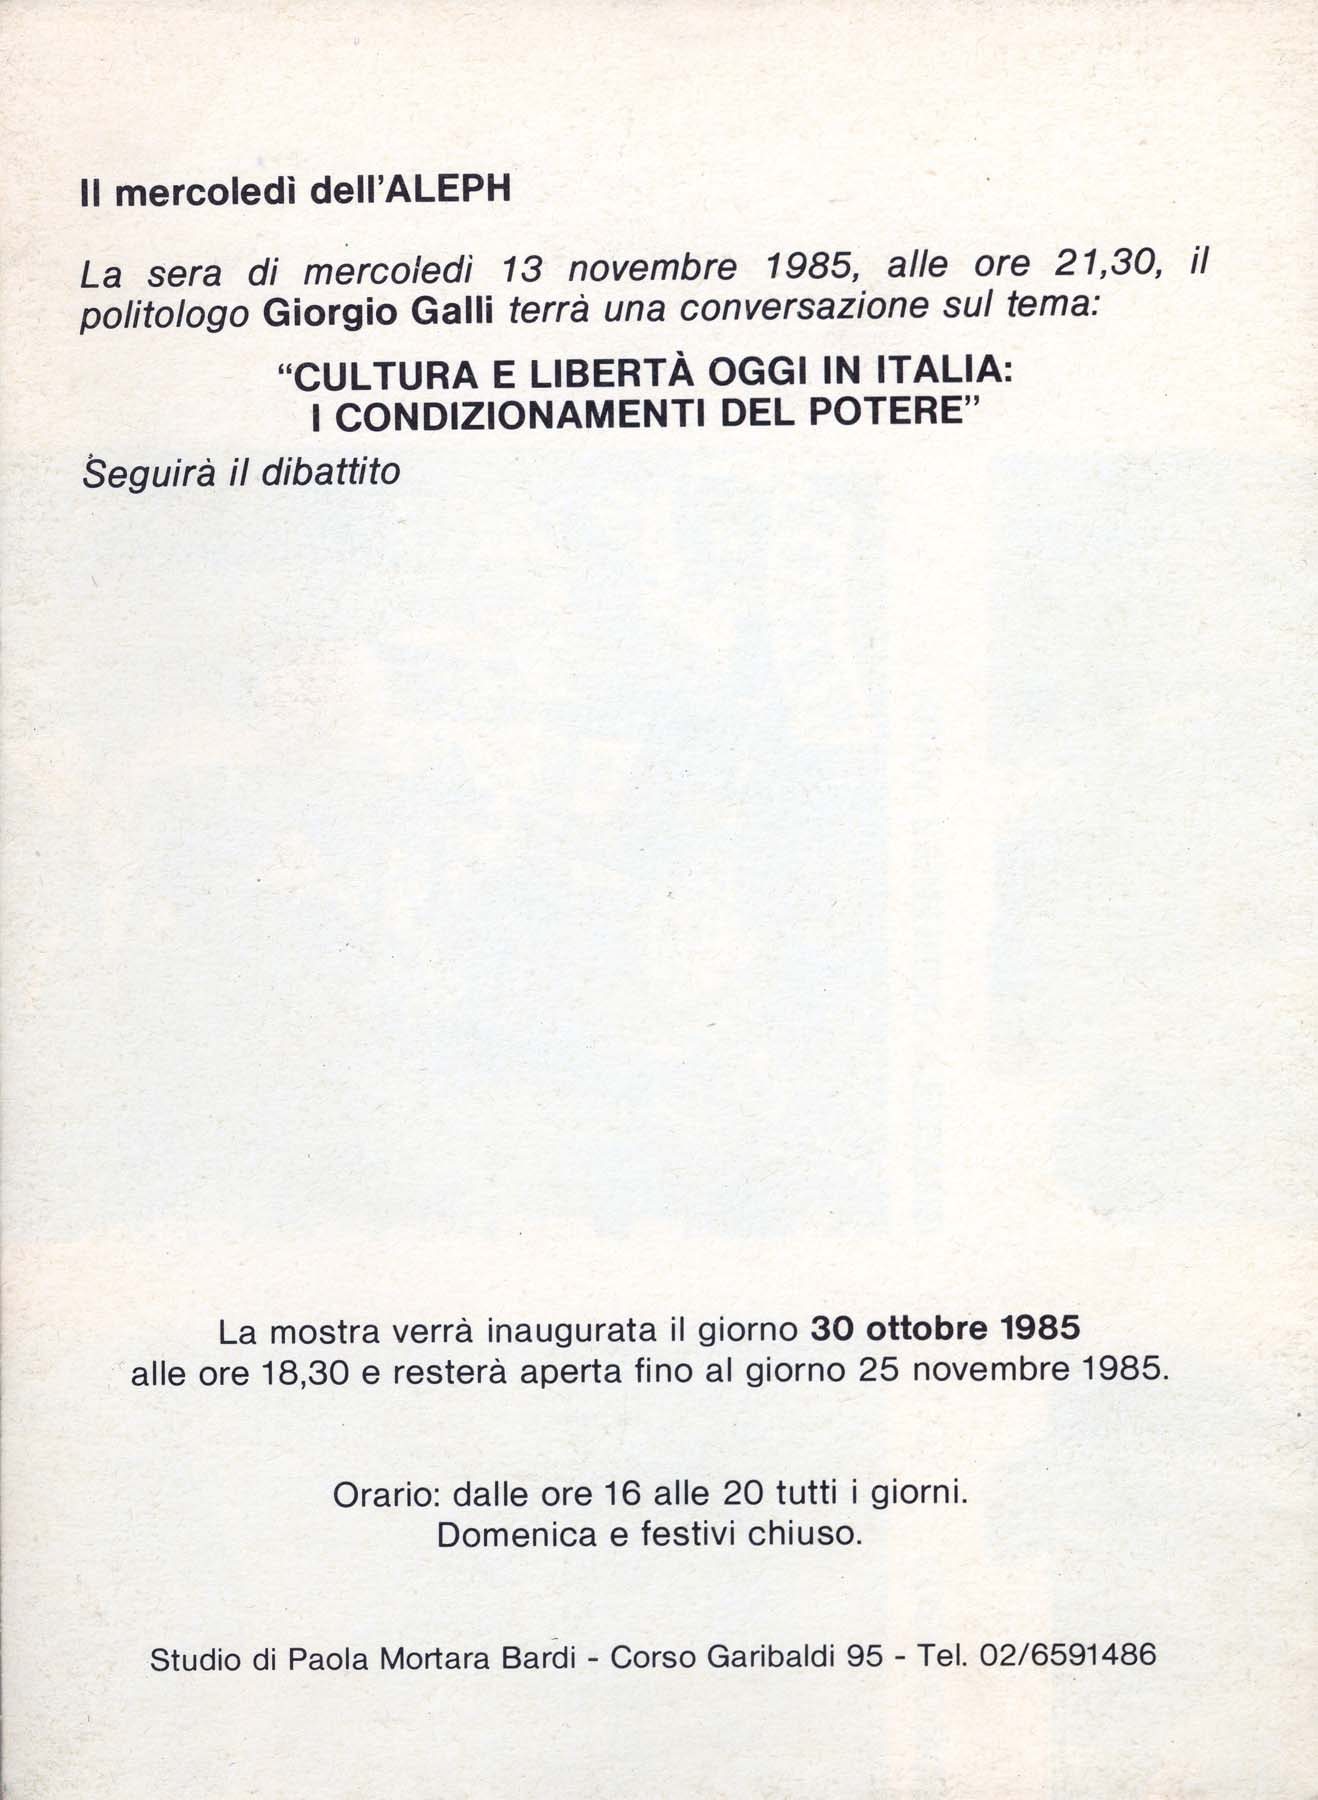 Il mercoledì dell'ALEPH
La sera di mercoledì 13 novembre 1985, alle ore 21,30, il
politologo Giorgio Galli terrà una conversazione sul tema:
“CULTURA E LIBERTÀ OGGI IN ITALIA:
I CONDIZIONAMENTI DEL POTERE”
Seguirà il dibattito
La mostra verrà inaugurata il giorno 30 ottobre 1985
alle ore 18,30 e resterà aperta fino al giorno 25 novembre 1985.
Orario: dalle ore 16 alle 20 tutti i giorni.
Domenica e festivi chiuso.
Studio di Paola Mortara Bardi - Corso Garibaldi 95 - Tel. 02/6591486